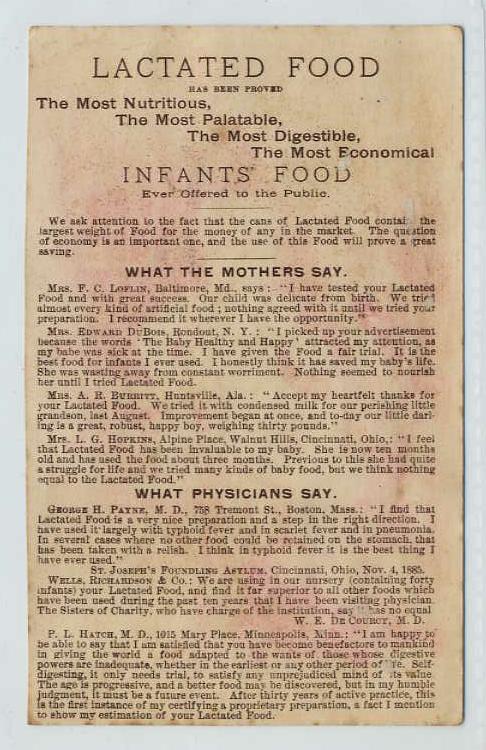 LACTATED FOOD
HAS BEEN PROVED
The Most Nutritious,
The Most Palatable,
The Most Digestible,
The Most Economical
INFANTS' FOOD
Ever Offered to the Public.
We ask attention to the fact that the cans of Lactated Food contai the
largest weight of Food for the money of any in the market. The question
of economy is an important one, and the use of this Food will prove a great
saving.
WHAT THE MOTHERS SAY.
MRS. F. C. LOFLIN, Baltimore, Md., says: "I have tested your Lactated
Food and with great success. Our child was delicate from birth. We tried
almost every kind of artificial food; nothing agreed with it until we tried your
preparation. I recommend it wherever I have the opportunity."
MRS. EDWARD DUBOIS, Rondout, N. Y.: "I picked up your advertisement
because the words 'The Baby Healthy and Happy' attracted my attention, as
my babe was sick at the time. I have given the Food a fair trial. It is the
best food for infants I ever used. I honestly think it has saved my baby's life.
She was wasting away from constant worriment. Nothing seemed to nourish
her until I tried Lactated Food.
MRS. A. R. BURRITT, Huntsville, Ala.: "Accept my heartfelt thanks for
your Lactated Food. We tried it with condensed milk for our perishing little
grandson, last August. Improvement began at once, and to-day our little darl-
ing is a great, robust, happy boy, weighing thirty pounds."
MRS. L. G. HOPKINS, Alpine Place, Walnut Hills, Cincinnati, Ohio,: "I feel
that Lactated Food has been invaluable to my baby. She is now ten months
old and has used the food about three months. Previous to this she had quite
a struggle for life and we tried many kinds of baby food, but we think nothing
equal to the Lactated Food."
WHAT PHYSICIANS SAY.
GEORGE H. PAYNE, M. D., 758 Tremont St., Boston, Mass.: "I find that
Lactated Food is a very nice preparation and a step in the right direction. I
have used it largely with typhoid fever and in scarlet fever and in pneumonia.
In several cases where no other food could be retained on the stomach, that
has been taken with a relish. I think in typhoid fever it is the best thing I
have ever used."
ST. JOSEPH'S FOUNDLING ASYLUM, Cincinnati, Ohio, Nov. 4, 1885.
WELLS, RICHARDSON & CO.: We are using in our nursery (containing forty
infants) your Lactated Food, and find it far superior to all other foods which
have been used during the past ten years that I have been visiting physician.
The Sisters of Charity, who have charge of the institution, say has no equal
W. E. DE COURCY, M. D.
P. L. HATCH, M. D., 1015 Mary Place, Minneapolis, Minn.: "I am happy to
be able to say that I am satisfied that you have become benefactors to mankind
in giving the world a food adapted to the wants of those whose digestive
powers are inadequate, whether in the earliest or any other period of Self-
digesting, it only needs trial, to satisfy any unprejudiced mind of its value
The age is progressive, and a better food may be discovered, but in my humble
judgment, it must be a future event. After thirty years of active practice, this
is the first instance of my certifying a proprietary preparation, a fact I mention
to show my estimation of your Lactated Food.